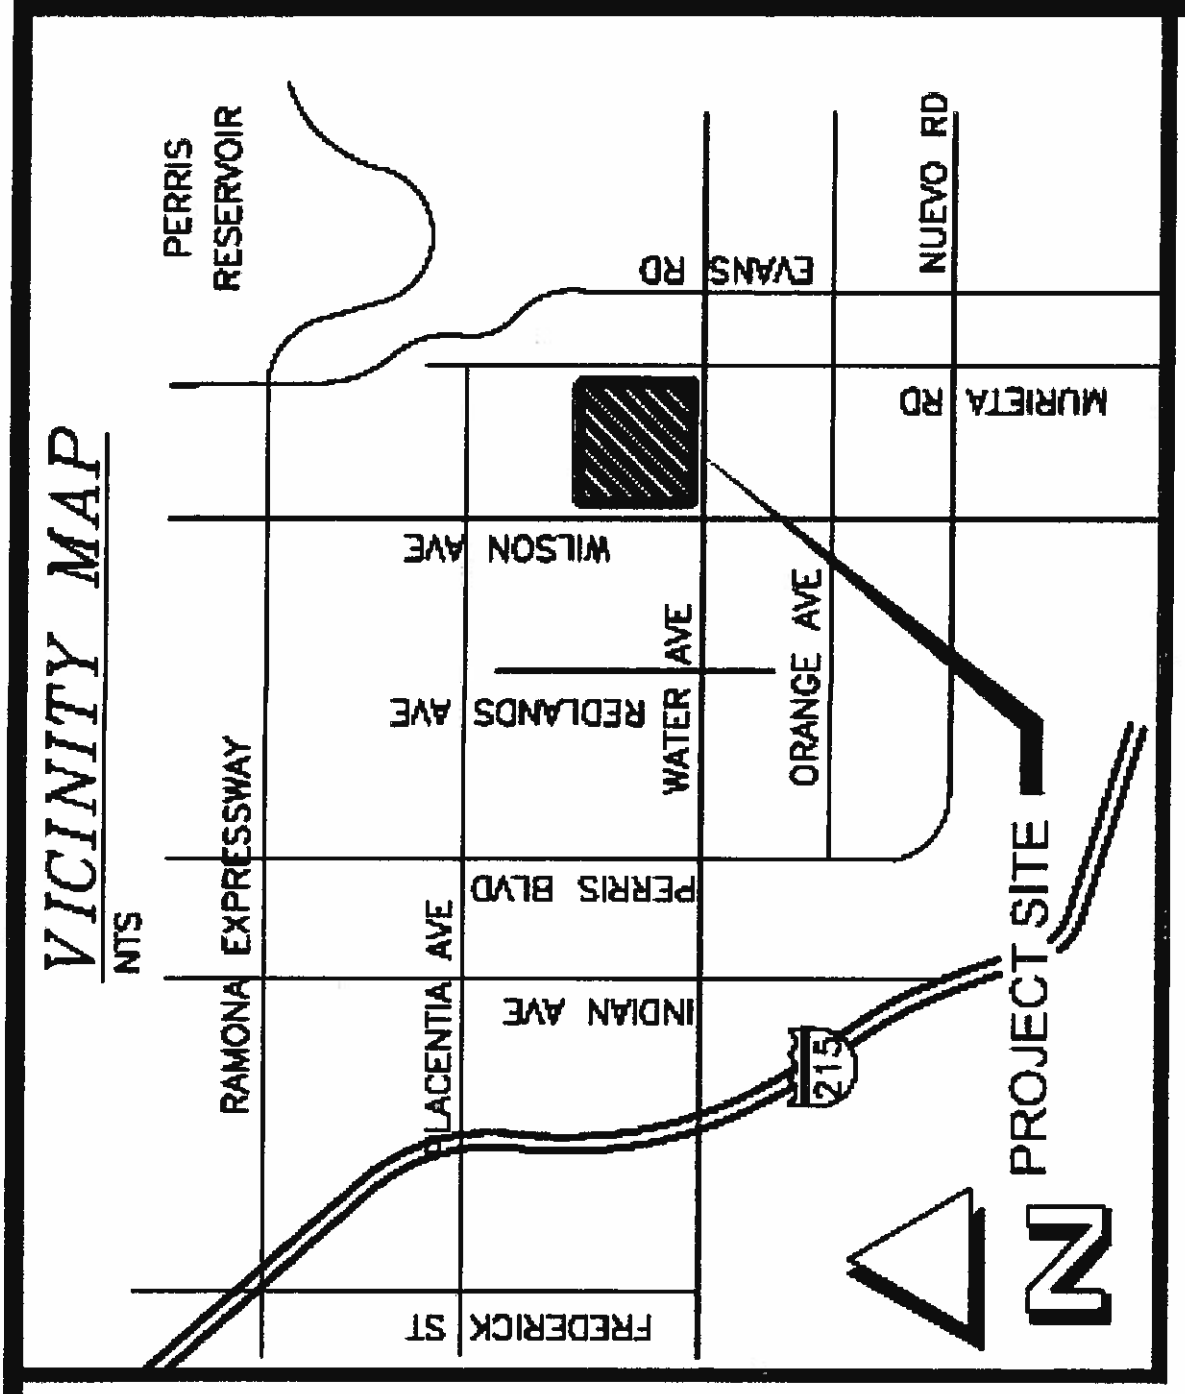 VICINITY MAP
NTS
PERRIS
RESERVOIR
RAMONA EXPRESSWAY
PLACENTIA AVE
WATER AVE
ORANGE AVE
NUEVO RD
FREDERICK ST
INDIAN AVE
PERRIS BLVD
REDLANDS AVE
WILSON AVE
MURIETA RD
EVANS RD
215
PROJECT SITE
N